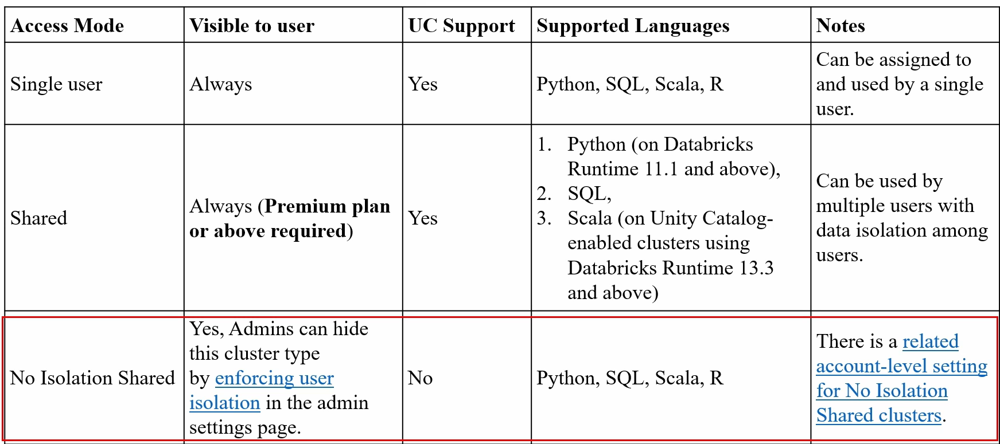 Access Mode
Visible to user
UC Support
Supported Languages
Notes
Single user
Always
Yes
Python, SQL, Scala, R
Can be assigned to
and used by a single
user.
Shared
Always (Premium plan
or above required)
Yes
1. Python (on Databricks
Runtime 11.1 and above),
2. SQL,
3. Scala (on Unity Catalog-
enabled clusters using
Databricks Runtime 13.3
and above)
Can be used by
multiple users with
data isolation among
users.
No Isolation Shared
Yes, Admins can hide
this cluster type
by enforcing user
isolation in the admin
settings page.
No
Python, SQL, Scala, R
There is a related
account-level setting
for No Isolation
Shared clusters.